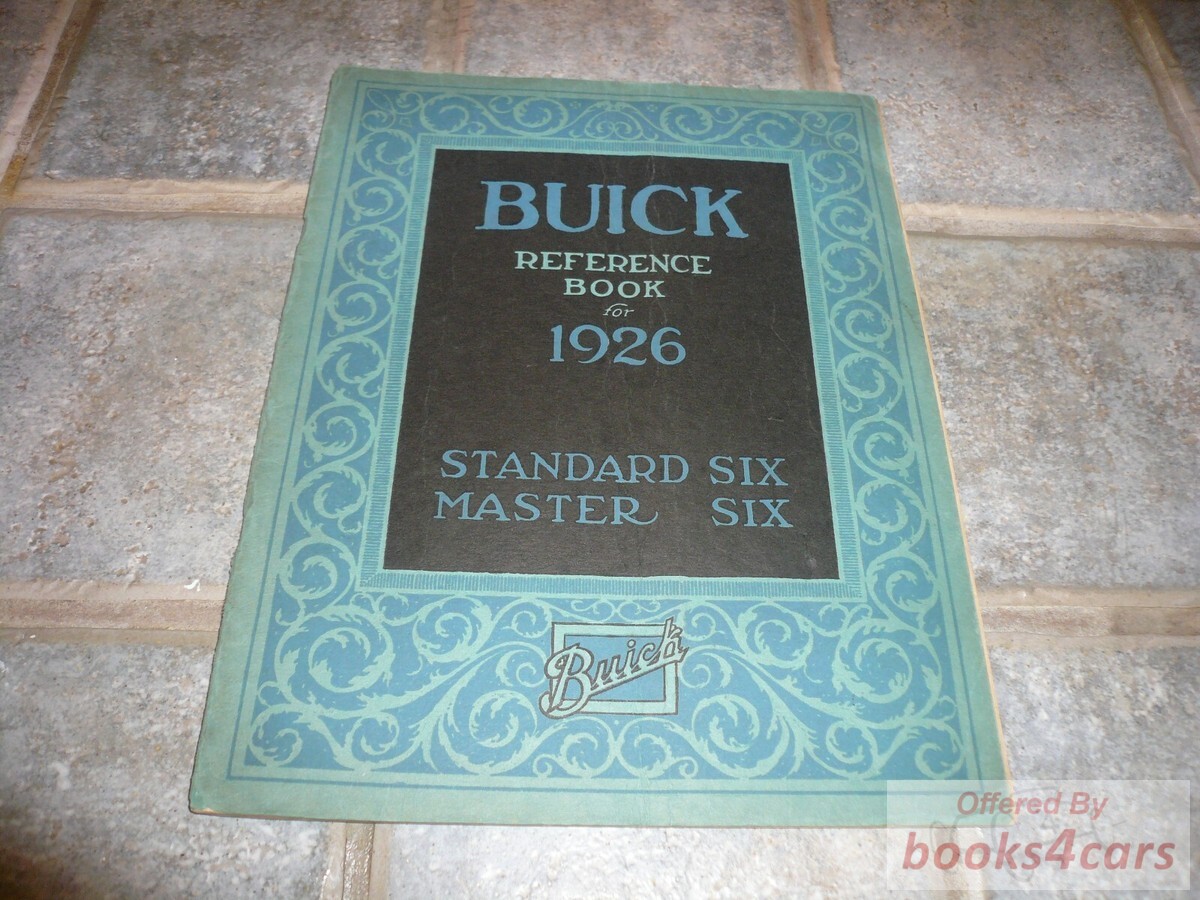 BUICK
REFERENCE
BOOK
for
1926
STANDARD SIX
MASTER SIX
Buick
Offered By
books4cars